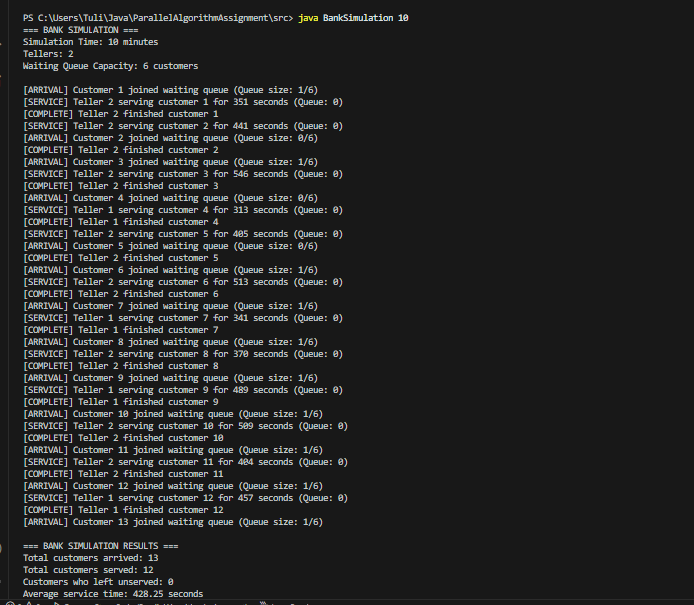 PS C:\Users\Tuli\Java\ParallelAlgorithmAssignment\src> java BankSimulation 10
=== BANK SIMULATION ===
Simulation Time: 10 minutes
Tellers: 2
Waiting Queue Capacity: 6 customers
[ARRIVAL] Customer 1 joined waiting queue (Queue size: 1/6)
[SERVICE] Teller 2 serving customer 1 for 351 seconds (Queue: 0)
[COMPLETE] Teller 2 finished customer 1
[SERVICE] Teller 2 serving customer 2 for 441 seconds (Queue: 0)
[ARRIVAL] Customer 2 joined waiting queue (Queue size: 0/6)
[COMPLETE] Teller 2 finished customer 2
[ARRIVAL] Customer 3 joined waiting queue (Queue size: 1/6)
[SERVICE] Teller 2 serving customer 3 for 546 seconds (Queue: 0)
[COMPLETE] Teller 2 finished customer 3
[ARRIVAL] Customer 4 joined waiting queue (Queue size: 0/6)
[SERVICE] Teller 1 serving customer 4 for 313 seconds (Queue: 0)
[COMPLETE] Teller 1 finished customer 4
[SERVICE] Teller 2 serving customer 5 for 405 seconds (Queue: 0)
[ARRIVAL] Customer 5 joined waiting queue (Queue size: 0/6)
[COMPLETE] Teller 2 finished customer 5
[ARRIVAL] Customer 6 joined waiting queue (Queue size: 1/6)
[SERVICE] Teller 2 serving customer 6 for 513 seconds (Queue: 0)
[COMPLETE] Teller 2 finished customer 6
[ARRIVAL] Customer 7 joined waiting queue (Queue size: 1/6)
[SERVICE] Teller 1 serving customer 7 for 341 seconds (Queue: 0)
[COMPLETE] Teller 1 finished customer 7
[ARRIVAL] Customer 8 joined waiting queue (Queue size: 1/6)
[SERVICE] Teller 2 serving customer 8 for 370 seconds (Queue: 0)
[COMPLETE] Teller 2 finished customer 8
[ARRIVAL] Customer 9 joined waiting queue (Queue size: 1/6)
[SERVICE] Teller 1 serving customer 9 for 489 seconds (Queue: 0)
[COMPLETE] Teller 1 finished customer 9
[ARRIVAL] Customer 10 joined waiting queue (Queue size: 1/6)
[SERVICE] Teller 2 serving customer 10 for 509 seconds (Queue: 0)
[COMPLETE] Teller 2 finished customer 10
[ARRIVAL] Customer 11 joined waiting queue (Queue size: 1/6)
[SERVICE] Teller 2 serving customer 11 for 404 seconds (Queue: 0)
[COMPLETE] Teller 2 finished customer 11
[ARRIVAL] Customer 12 joined waiting queue (Queue size: 1/6)
[SERVICE] Teller 1 serving customer 12 for 457 seconds (Queue: 0)
[COMPLETE] Teller 1 finished customer 12
[ARRIVAL] Customer 13 joined waiting queue (Queue size: 1/6)
=== BANK SIMULATION RESULTS ===
Total customers arrived: 13
Total customers served: 12
Customers who left unserved: 0
Average service time: 428.25 seconds